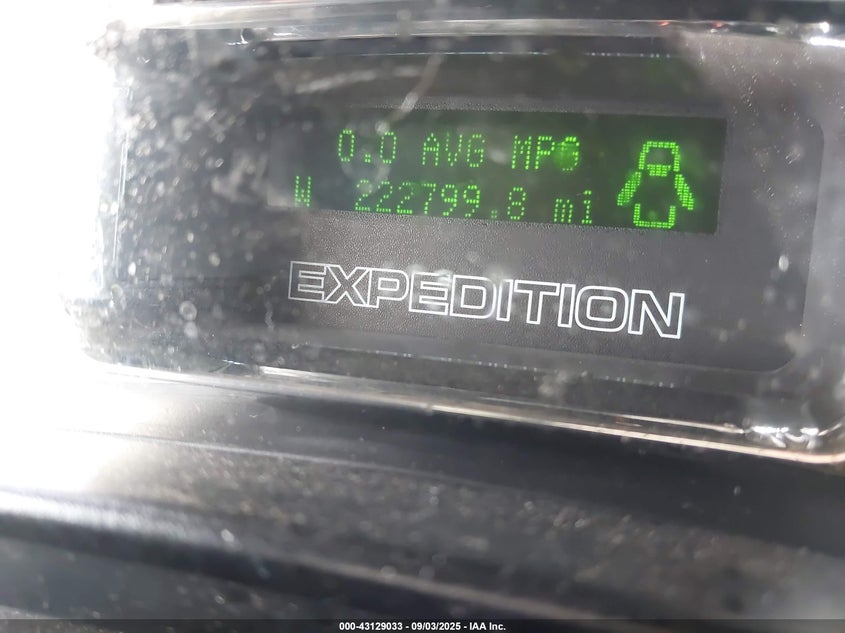 0.0 AVG MPG
W 222799.8 mi
EXPEDITION
000-43129033 - 09/03/2025 - IAA Inc.